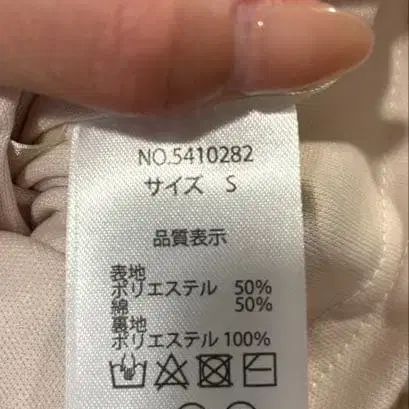 NO.5410282
サイズ S
品質表示
表地
ポリエステル 50%
綿 50%
裏地
ポリエステル 100%